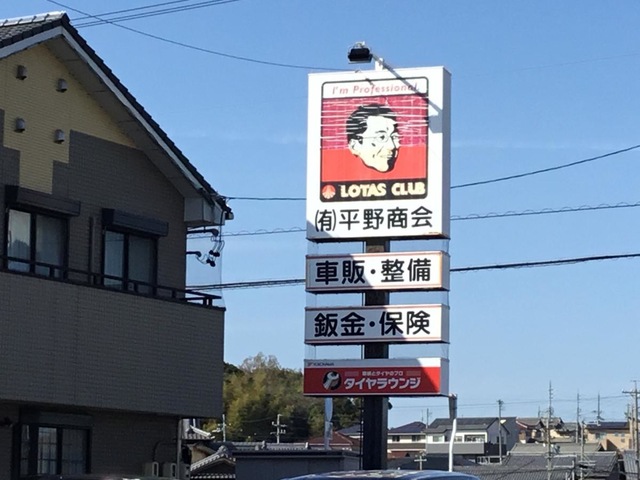 I'm Professional
LOTAS CLUB
(有)平野商会
車販・整備
鈑金・保険
タイヤラウンジ